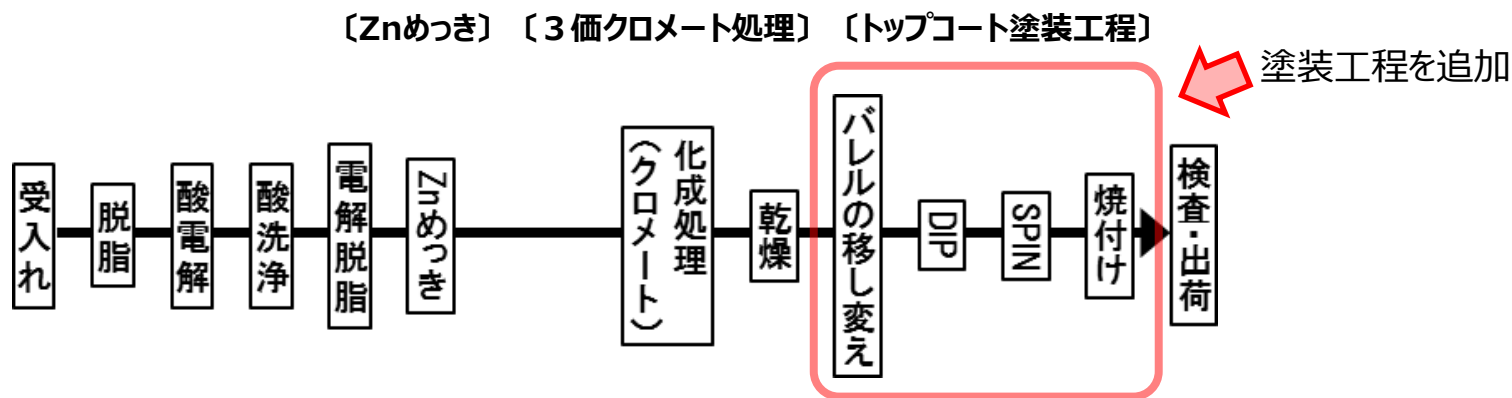 〔Znめっき〕〔３価クロメート処理〕〔トップコート塗装工程〕
塗装工程を追加
受入れ
脱脂
酸電解
酸洗浄
電解脱脂
Znめっき
化成処理
（クロメート）
乾燥
バレルの移し変え
DIP
SPIN
焼付け
検査・出荷